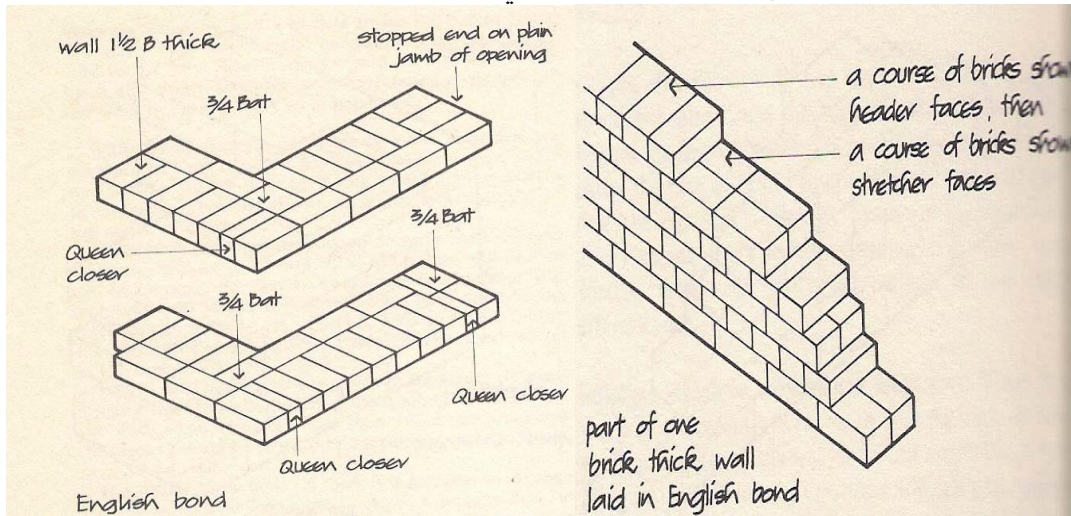 wall 1½ B thick
stopped end on plain
jamb of opening
3/4 Bat
Queen
closer
3/4 Bat
3/4 Bat
Queen closer
Queen closer
English bond
a course of bricks show
header faces, then
a course of bricks show
stretcher faces
part of one
brick thick wall
laid in English bond